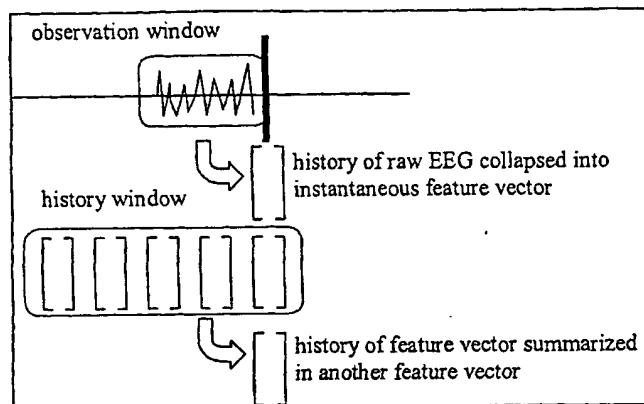 observation window
history of raw EEG collapsed into
instantaneous feature vector
history window
history of feature vector summarized
in another feature vector